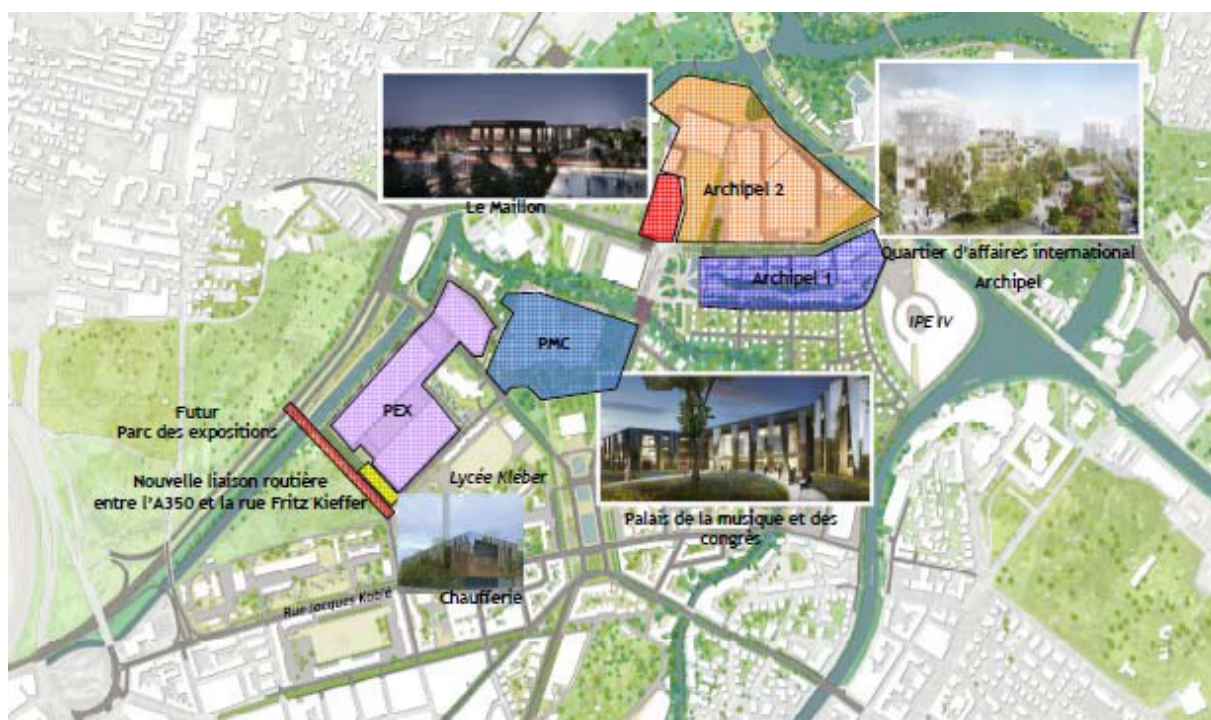 Archipel 2
Le Maillon
Quartier d'affaires international
Archipel
Archipel 1
IPE IV
PMC
PEX
Futur
Parc des expositions
Nouvelle liaison routière
entre l'A350 et la rue Fritz Kieffer
Lycée Kléber
Palais de la musique et des
congrès
Chaufferie
Rue Jacques Kablé